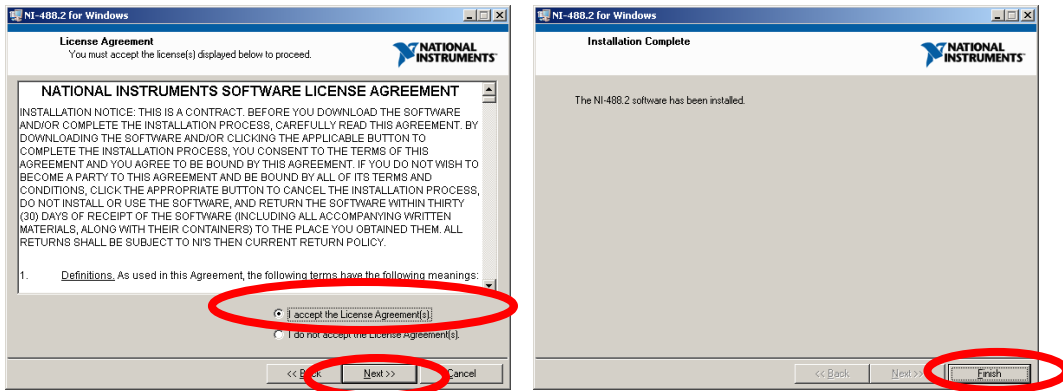 NI-488.2 for Windows
License Agreement
You must accept the license(s) displayed below to proceed.
NATIONAL
INSTRUMENTS
NATIONAL INSTRUMENTS SOFTWARE LICENSE AGREEMENT
INSTALLATION NOTICE: THIS IS A CONTRACT. BEFORE YOU DOWNLOAD THE SOFTWARE
AND/OR COMPLETE THE INSTALLATION PROCESS, CAREFULLY READ THIS AGREEMENT. BY
DOWNLOADING THE SOFTWARE AND/OR CLICKING THE APPLICABLE BUTTON TO
COMPLETE THE INSTALLATION PROCESS, YOU CONSENT TO THE TERMS OF THIS
AGREEMENT AND YOU AGREE TO BE BOUND BY THIS AGREEMENT. IF YOU DO NOT WISH TO
BECOME A PARTY TO THIS AGREEMENT AND BE BOUND BY ALL OF ITS TERMS AND
CONDITIONS, CLICK THE APPROPRIATE BUTTON TO CANCEL THE INSTALLATION PROCESS,
DO NOT INSTALL OR USE THE SOFTWARE, AND RETURN THE SOFTWARE WITHIN THIRTY
(30) DAYS OF RECEIPT OF THE SOFTWARE (INCLUDING ALL ACCOMPANYING WRITTEN
MATERIALS, ALONG WITH THEIR CONTAINERS) TO THE PLACE YOU OBTAINED THEM. ALL
RETURNS SHALL BE SUBJECT TO NI'S THEN CURRENT RETURN POLICY.
1. Definitions. As used in this Agreement, the following terms have the following meanings:
I accept the License Agreement(s).
I do not accept the License Agreement(s).
<< Back Next >> Cancel
NI-488.2 for Windows
Installation Complete
NATIONAL
INSTRUMENTS
The NI-488.2 software has been installed.
<< Back Next >> Finish